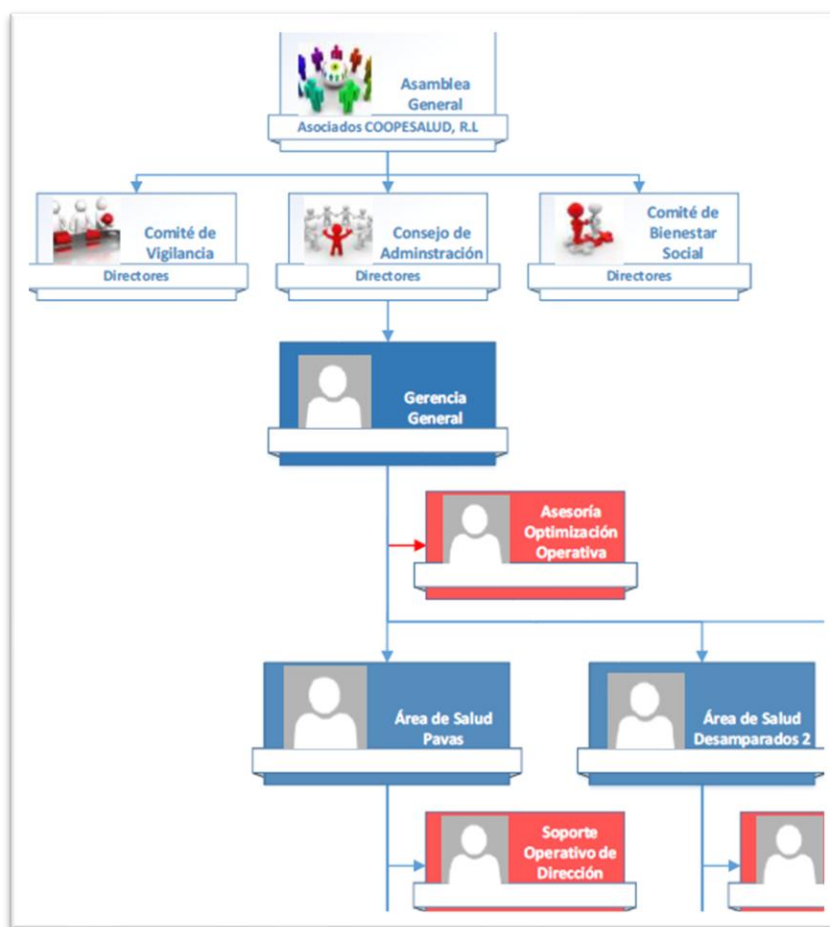 Asamblea
General
Asociados COOPESALUD, R.L
Comité de
Vigilancia
Directores
Consejo de
Adminstración
Directores
Comité de
Bienestar
Social
Directores
Gerencia
General
Asesoría
Optimización
Operativa
Área de Salud
Pavas
Área de Salud
Desamparados 2
Soporte
Operativo de
Dirección